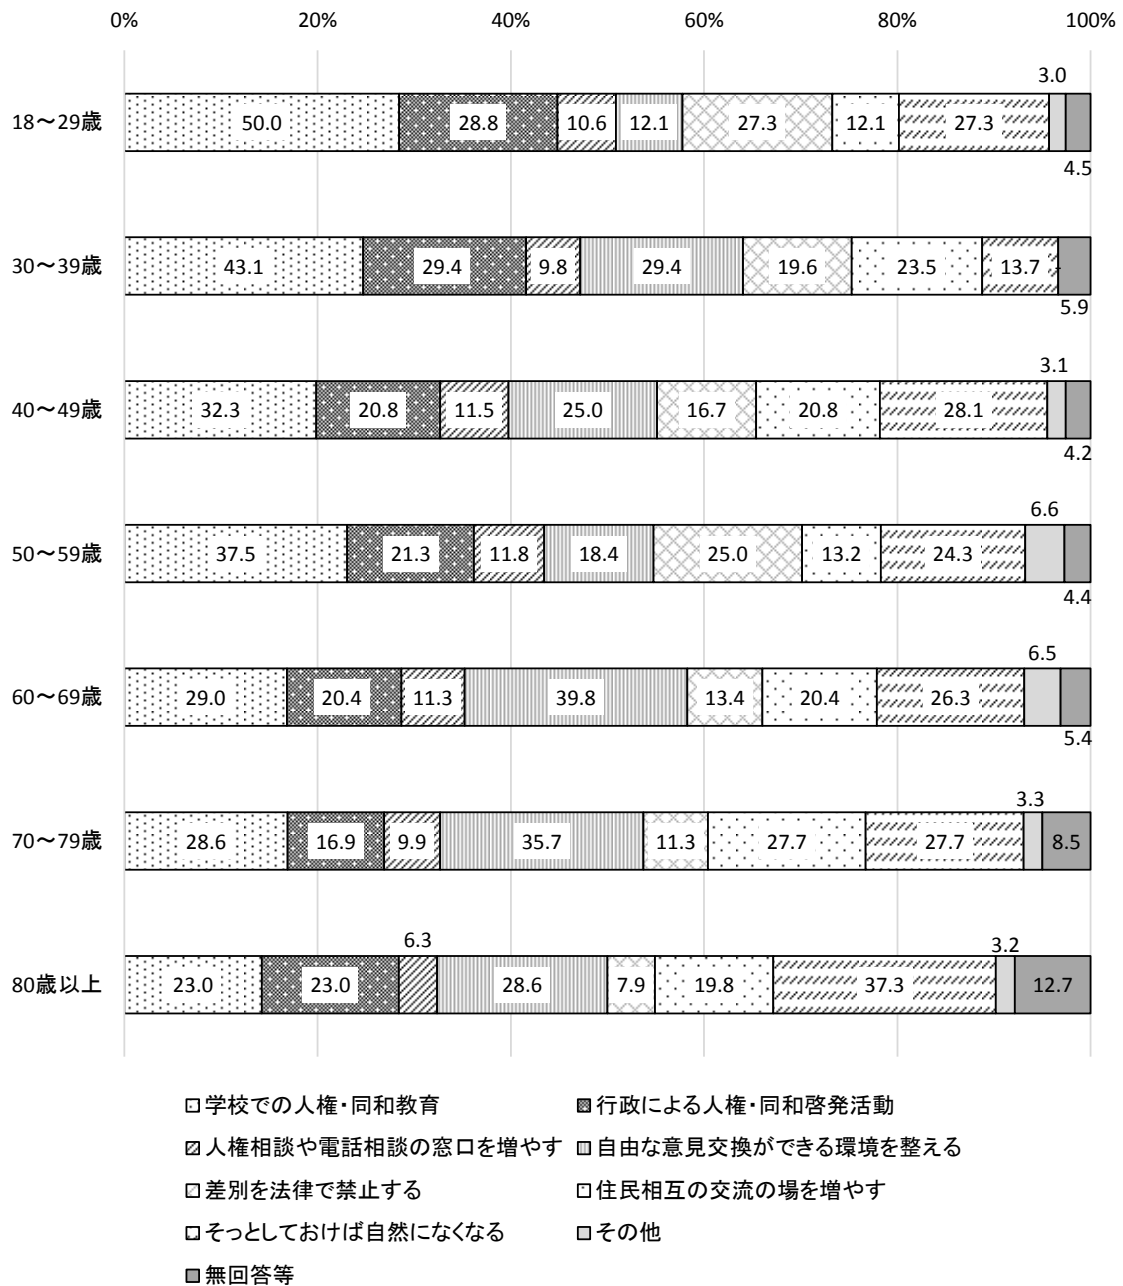 0% 20% 40% 60% 80% 100%
3.0
18～29歳 50.0 28.8 10.6 12.1 27.3 12.1 27.3
4.5
30～39歳 43.1 29.4 9.8 29.4 19.6 23.5 13.7 -
5.9
3.1
40～49歳 32.3 20.8 11.5 25.0 16.7 20.8 28.1
4.2
6.6
50～59歳 37.5 21.3 11.8 18.4 25.0 13.2 24.3
4.4
6.5
60～69歳 29.0 20.4 11.3 39.8 13.4 20.4 26.3
5.4
3.3
70～79歳 28.6 16.9 9.9 35.7 11.3 27.7 27.7 8.5
6.3 3.2
80歳以上 23.0 23.0 28.6 7.9 19.8 37.3 12.7
学校での人権・同和教育 行政による人権・同和啓発活動
人権相談や電話相談の窓口を増やす 自由な意見交換ができる環境を整える
差別を法律で禁止する 住民相互の交流の場を増やす
そっとしておけば自然になくなる その他
無回答等